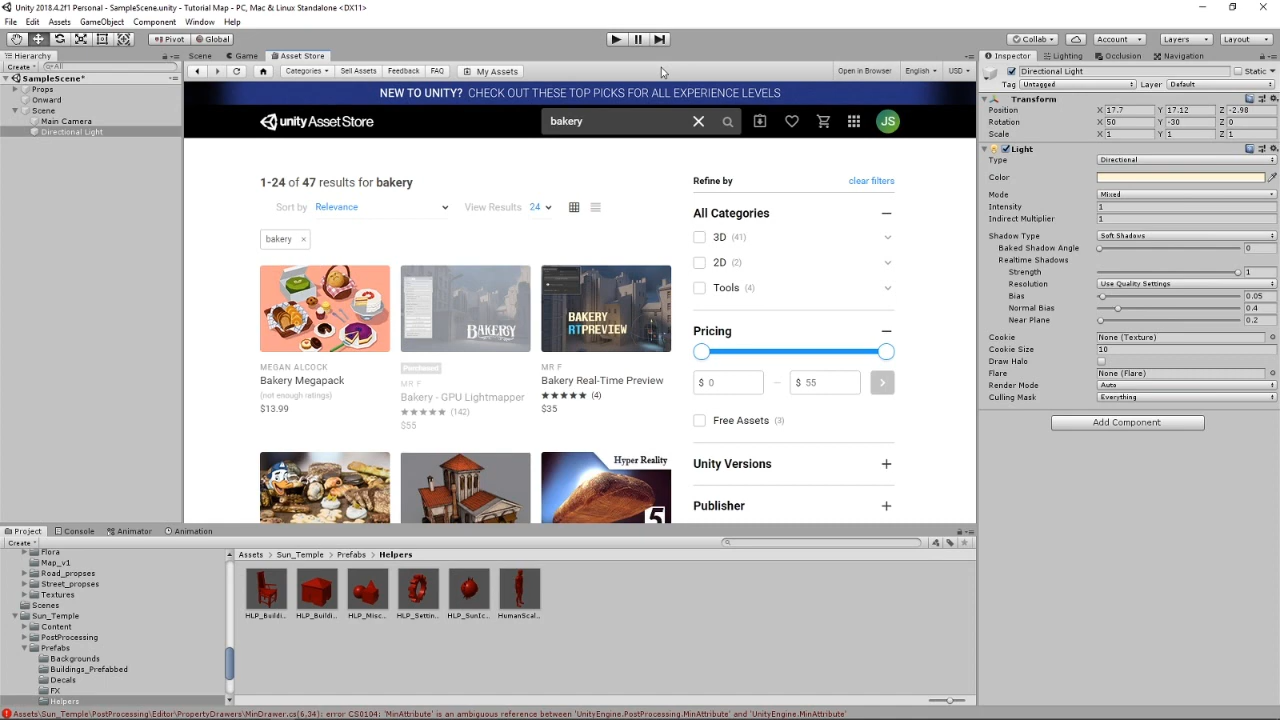 Unity 2018.4.2f1 Personal - SampleScene.unity - Tutorial Map - PC, Mac & Linux Standalone <DX11>
File Edit Assets GameObject Component Window Help
Pivot Global Collab Account Layers Layout
Hierarchy Scene Game Asset Store Inspector Lighting Occlusion Navigation
Create All
Categories Sell Assets Feedback FAQ My Assets Open in Browser English USD
SampleScene*
Props
Onward
Scene
Main Camera
Directional Light
NEW TO UNITY? CHECK OUT THESE TOP PICKS FOR ALL EXPERIENCE LEVELS
unity Asset Store
bakery
JS
1-24 of 47 results for bakery
Sort by Relevance View Results 24
bakery ×
BAKERY
BAKERY
RTPREVIEW
MEGAN ALCOCK
Bakery Megapack
(not enough ratings)
$13.99
Purchased
MR F
Bakery - GPU Lightmapper
(142)
$55
MR F
Bakery Real-Time Preview
(4)
$35
Hyper Reality
5
Refine by clear filters
All Categories
3D (41)
2D (2)
Tools (4)
Pricing
$ 0 — $ 55
Free Assets (3)
Unity Versions
Publisher
Directional Light Static
Tag Untagged Layer Default
Transform
Position X 17.7 Y 17.12 Z -2.98
Rotation X 50 Y -30 Z 0
Scale X 1 Y 1 Z 1
Light
Type Directional
Color
Mode Mixed
Intensity 1
Indirect Multiplier 1
Shadow Type Soft Shadows
Baked Shadow Angle 0
Realtime Shadows
Strength 1
Resolution Use Quality Settings
Bias 0.05
Normal Bias 0.4
Near Plane 0.2
Cookie None (Texture)
Cookie Size 10
Draw Halo
Flare None (Flare)
Render Mode Auto
Culling Mask Everything
Add Component
Project Console Animator Animation
Create
Flora
Map_v1
Road_propses
Street_propses
Textures
Scenes
Sun_Temple
Content
PostProcessing
Prefabs
Backgrounds
Buildings_Prefabbed
Decals
FX
Helpers
Assets Sun_Temple Prefabs Helpers
HLP_Buildi... HLP_Buildi... HLP_Misc... HLP_Settin... HLP_SunIc... HumanScal...
Assets\Sun_Temple\PostProcessing\Editor\PropertyDrawers\MinDrawer.cs(6,34): error CS0104: 'MinAttribute' is an ambiguous reference between 'UnityEngine.PostProcessing.MinAttribute' and 'UnityEngine.MinAttribute'